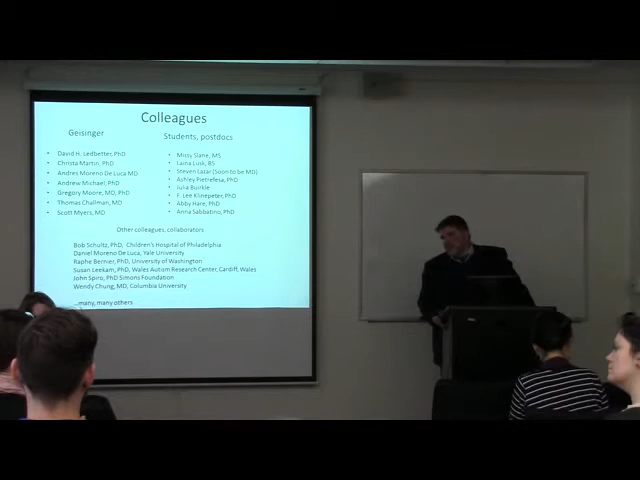 Colleagues
Geisinger
David H. Ledbetter, PhD
Christa Martin, PhD
Andres Moreno De Luca MD
Andrew Michael, PhD
Gregory Moore, MD, PhD
Thomas Challman, MD
Scott Myers, MD
Students, postdocs
Missy Slane, MS
Laina Lusk, BS
Steven Lazar (Soon to be MD)
Ashley Pietrefesa, PhD
Julia Burrkle
F. Lee Klinepeter, PhD
Abby Hare, PhD
Anna Sabbatino, PhD
Other colleagues, collaborators
Bob Schultz, PhD, Children's Hospital of Philadelphia
Daniel Moreno De Luca, Yale University
Raphe Bernier, PhD, University of Washington
Susan Leekam, PhD, Wales Autism Research Center, Cardiff, Wales
John Spiro, PhD Simons Foundation
Wendy Chung, MD, Columbia University
...many, many others